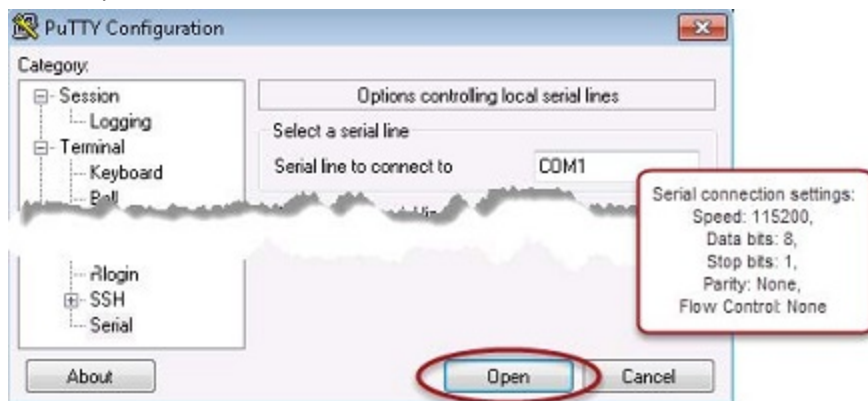 PuTTY Configuration
Category:
Session
Logging
Terminal
Keyboard
Bell
Rlogin
SSH
Serial
Options controlling local serial lines
Select a serial line
Serial line to connect to COM1
Serial connection settings:
Speed: 115200,
Data bits: 8,
Stop bits: 1,
Parity: None,
Flow Control: None
About
Open
Cancel